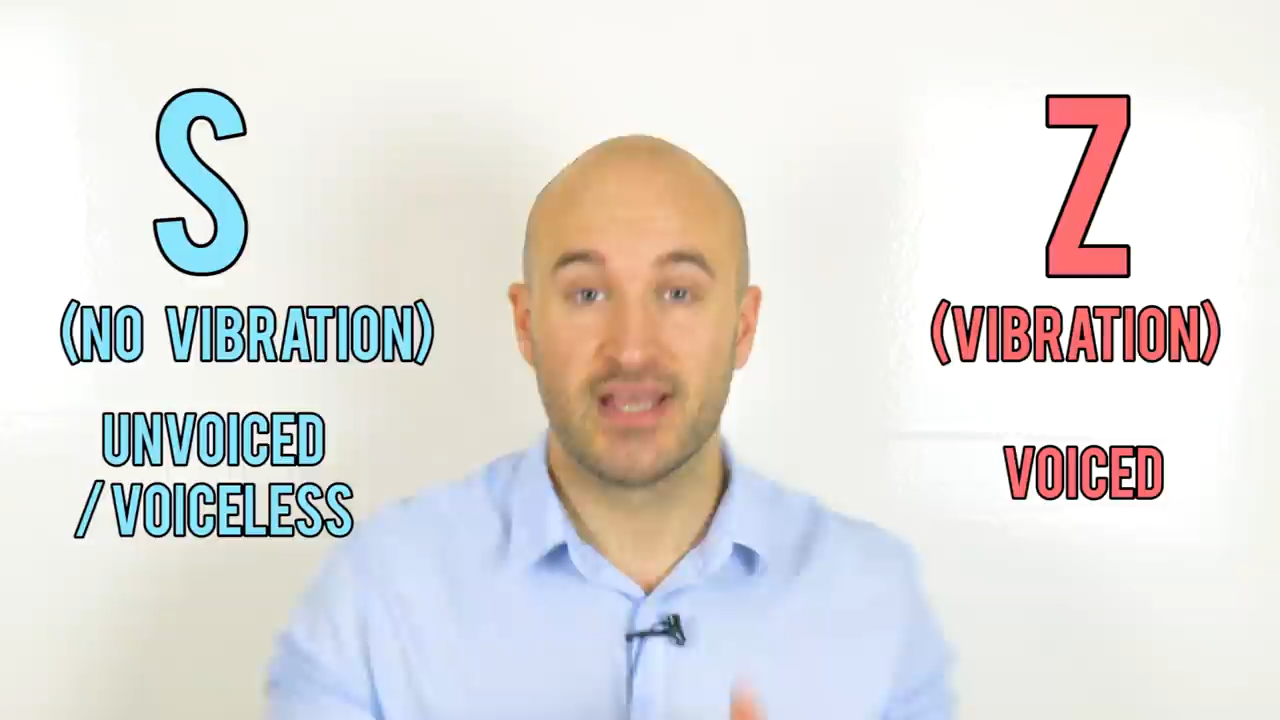 S
(NO VIBRATION)
UNVOICED
/VOICELESS
Z
(VIBRATION)
VOICED